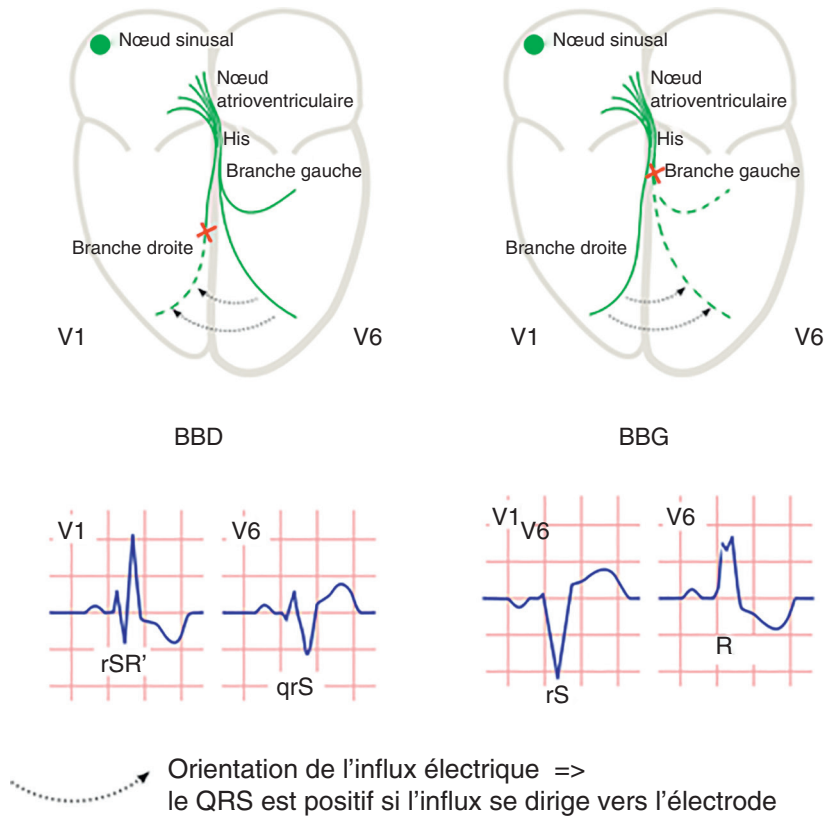 Nœud sinusal
Nœud
atrioventriculaire
His
Branche gauche
Branche droite
V1
V6
BBD
Nœud sinusal
Nœud
atrioventriculaire
His
Branche gauche
Branche droite
V1
V6
BBG
V1
rSR’
V6
qrS
V1
V6
rS
V6
R
Orientation de l’influx électrique =>
le QRS est positif si l’influx se dirige vers l’électrode